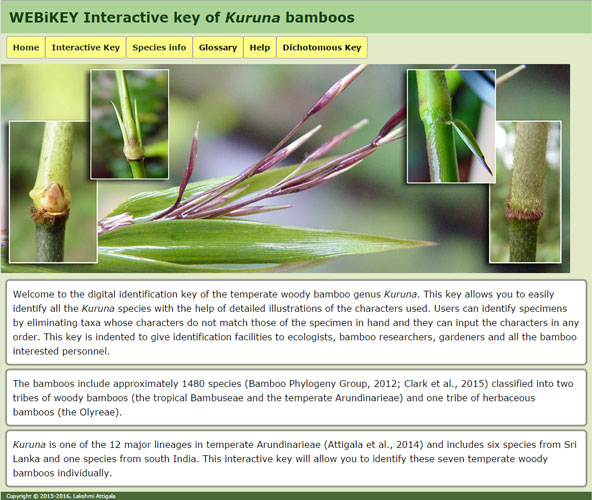 WEBiKEY Interactive key of Kuruna bamboos
Home Interactive Key Species info Glossary Help Dichotomous Key
Welcome to the digital identification key of the temperate woody bamboo genus Kuruna. This key allows you to easily
identify all the Kuruna species with the help of detailed illustrations of the characters used. Users can identify specimens
by eliminating taxa whose characters do not match those of the specimen in hand and they can input the characters in any
order. This key is indented to give identification facilities to ecologists, bamboo researchers, gardeners and all the bamboo
interested personnel.
The bamboos include approximately 1480 species (Bamboo Phylogeny Group, 2012; Clark et al., 2015) classified into two
tribes of woody bamboos (the tropical Bambuseae and the temperate Arundinarieae) and one tribe of herbaceous
bamboos (the Olyreae).
Kuruna is one of the 12 major lineages in temperate Arundinarieae (Attigala et al., 2014) and includes six species from Sri
Lanka and one species from south India. This interactive key will allow you to identify these seven temperate woody
bamboos individually.
Copyright © 2015-2016, Lakshmi Attigala